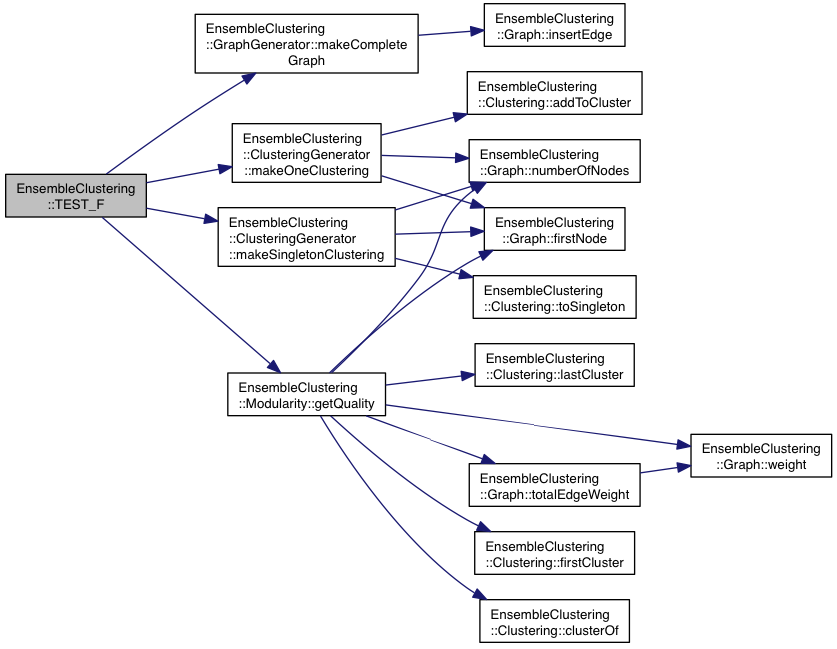 EnsembleClustering
::TEST_F
EnsembleClustering
::GraphGenerator::makeComplete
Graph
EnsembleClustering
::ClusteringGenerator
::makeOneClustering
EnsembleClustering
::ClusteringGenerator
::makeSingletonClustering
EnsembleClustering
::Modularity::getQuality
EnsembleClustering
::Graph::insertEdge
EnsembleClustering
::Clustering::addToCluster
EnsembleClustering
::Graph::numberOfNodes
EnsembleClustering
::Graph::firstNode
EnsembleClustering
::Clustering::toSingleton
EnsembleClustering
::Clustering::lastCluster
EnsembleClustering
::Graph::totalEdgeWeight
EnsembleClustering
::Clustering::firstCluster
EnsembleClustering
::Clustering::clusterOf
EnsembleClustering
::Graph::weight